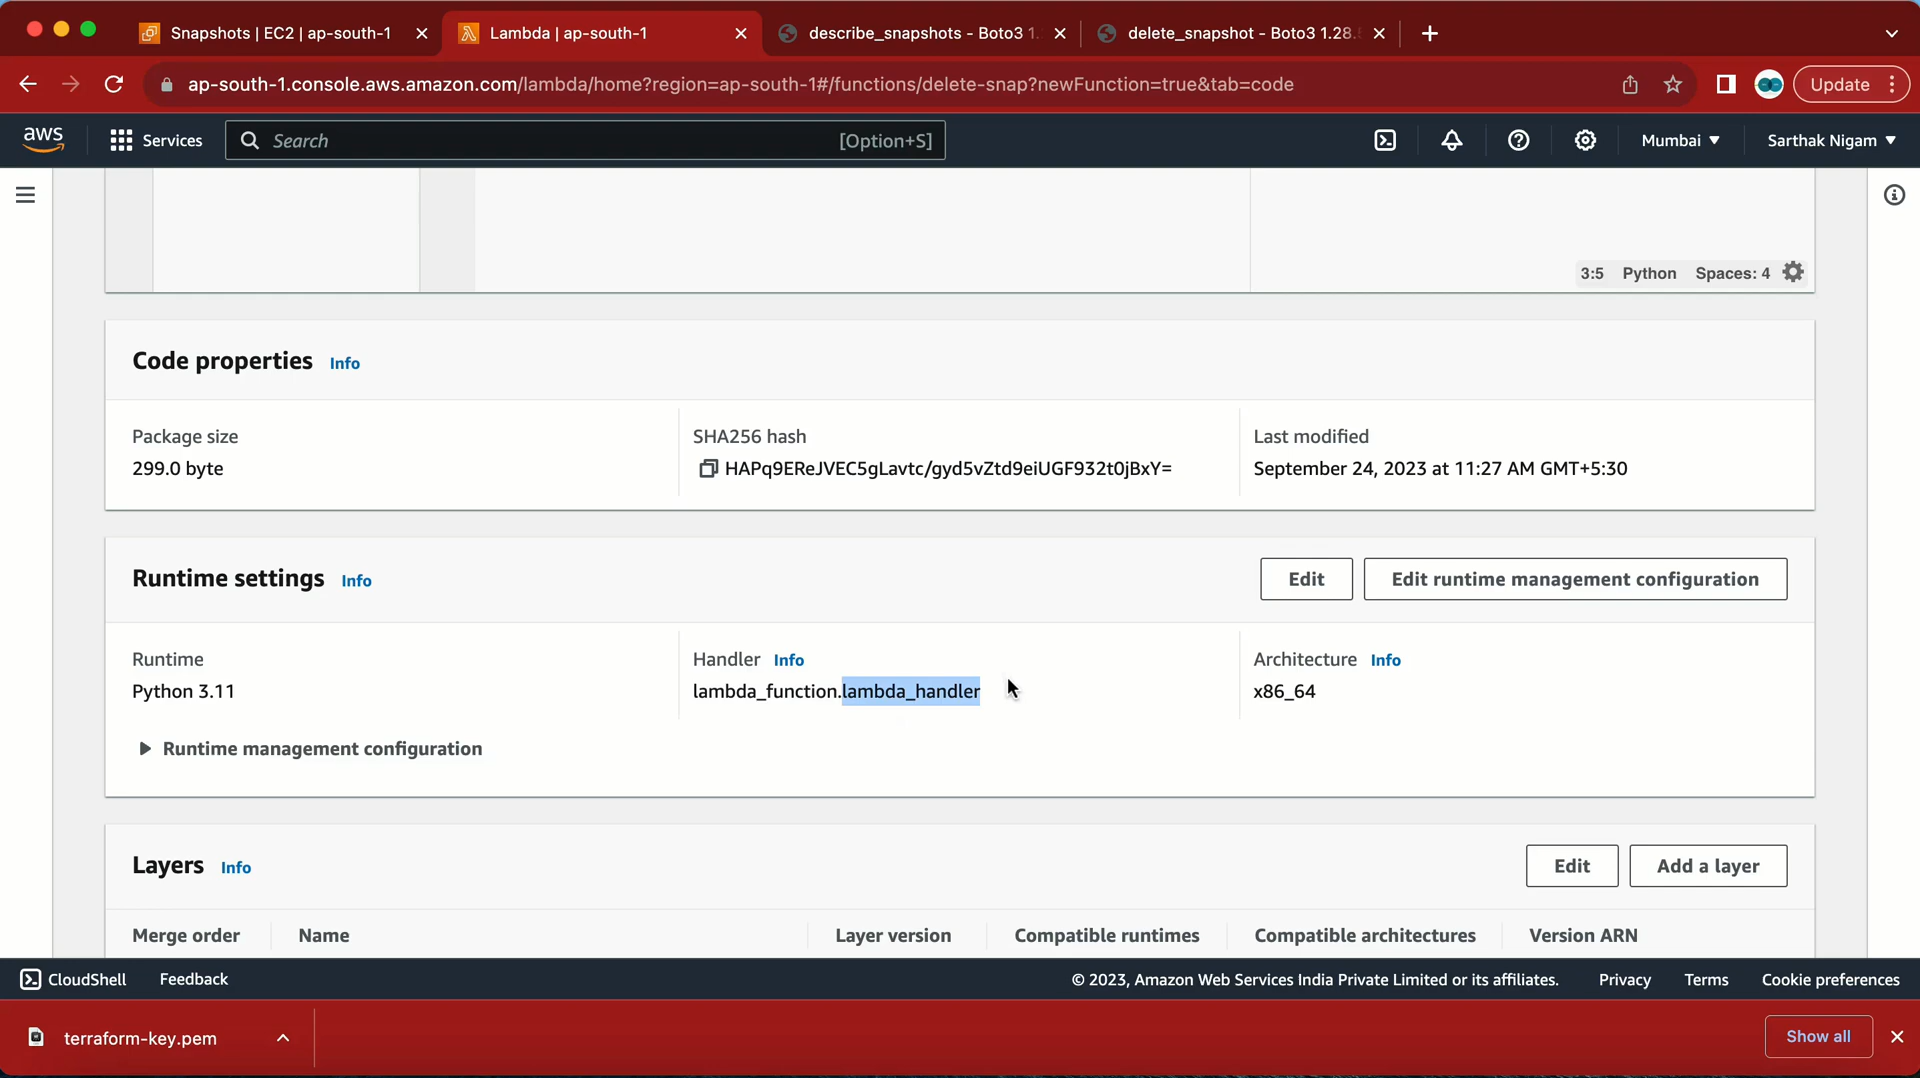 Snapshots | EC2 | ap-south-1
Lambda | ap-south-1
describe_snapshots - Boto3 1.
delete_snapshot - Boto3 1.28.
ap-south-1.console.aws.amazon.com/lambda/home?region=ap-south-1#/functions/delete-snap?newFunction=true&tab=code
Update
aws
Services
Search
[Option+S]
Mumbai
Sarthak Nigam
3:5 Python Spaces: 4
Code properties Info
Package size
299.0 byte
SHA256 hash
HAPq9EReJVEC5gLavtc/gyd5vZtd9eiUGF932t0jBxY=
Last modified
September 24, 2023 at 11:27 AM GMT+5:30
Runtime settings Info
Edit
Edit runtime management configuration
Runtime
Python 3.11
Handler Info
lambda_function.lambda_handler
Architecture Info
x86_64
Runtime management configuration
Layers Info
Edit
Add a layer
Merge order
Name
Layer version
Compatible runtimes
Compatible architectures
Version ARN
CloudShell
Feedback
© 2023, Amazon Web Services India Private Limited or its affiliates.
Privacy
Terms
Cookie preferences
terraform-key.pem
Show all